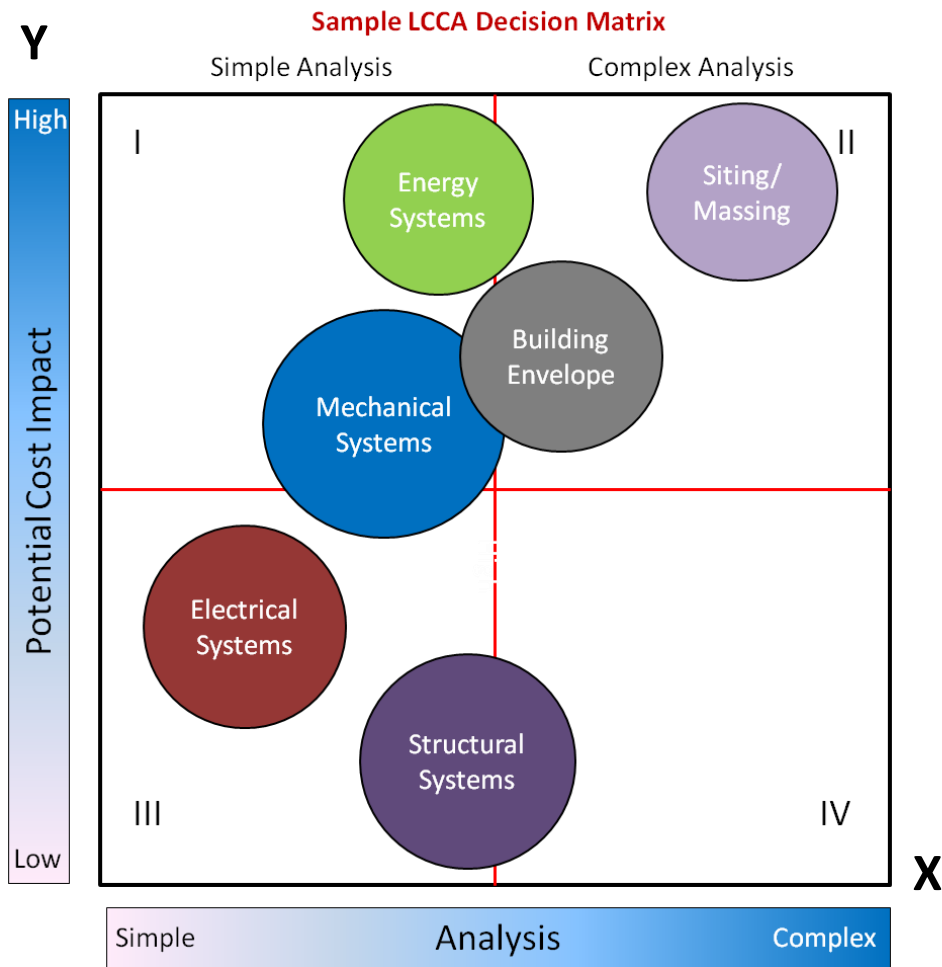 Sample LCCA Decision Matrix
Y
Simple Analysis
Complex Analysis
High
I
II
Energy
Systems
Siting/
Massing
Building
Envelope
Mechanical
Systems
Potential Cost Impact
Electrical
Systems
Structural
Systems
III
IV
Low
X
Simple
Analysis
Complex